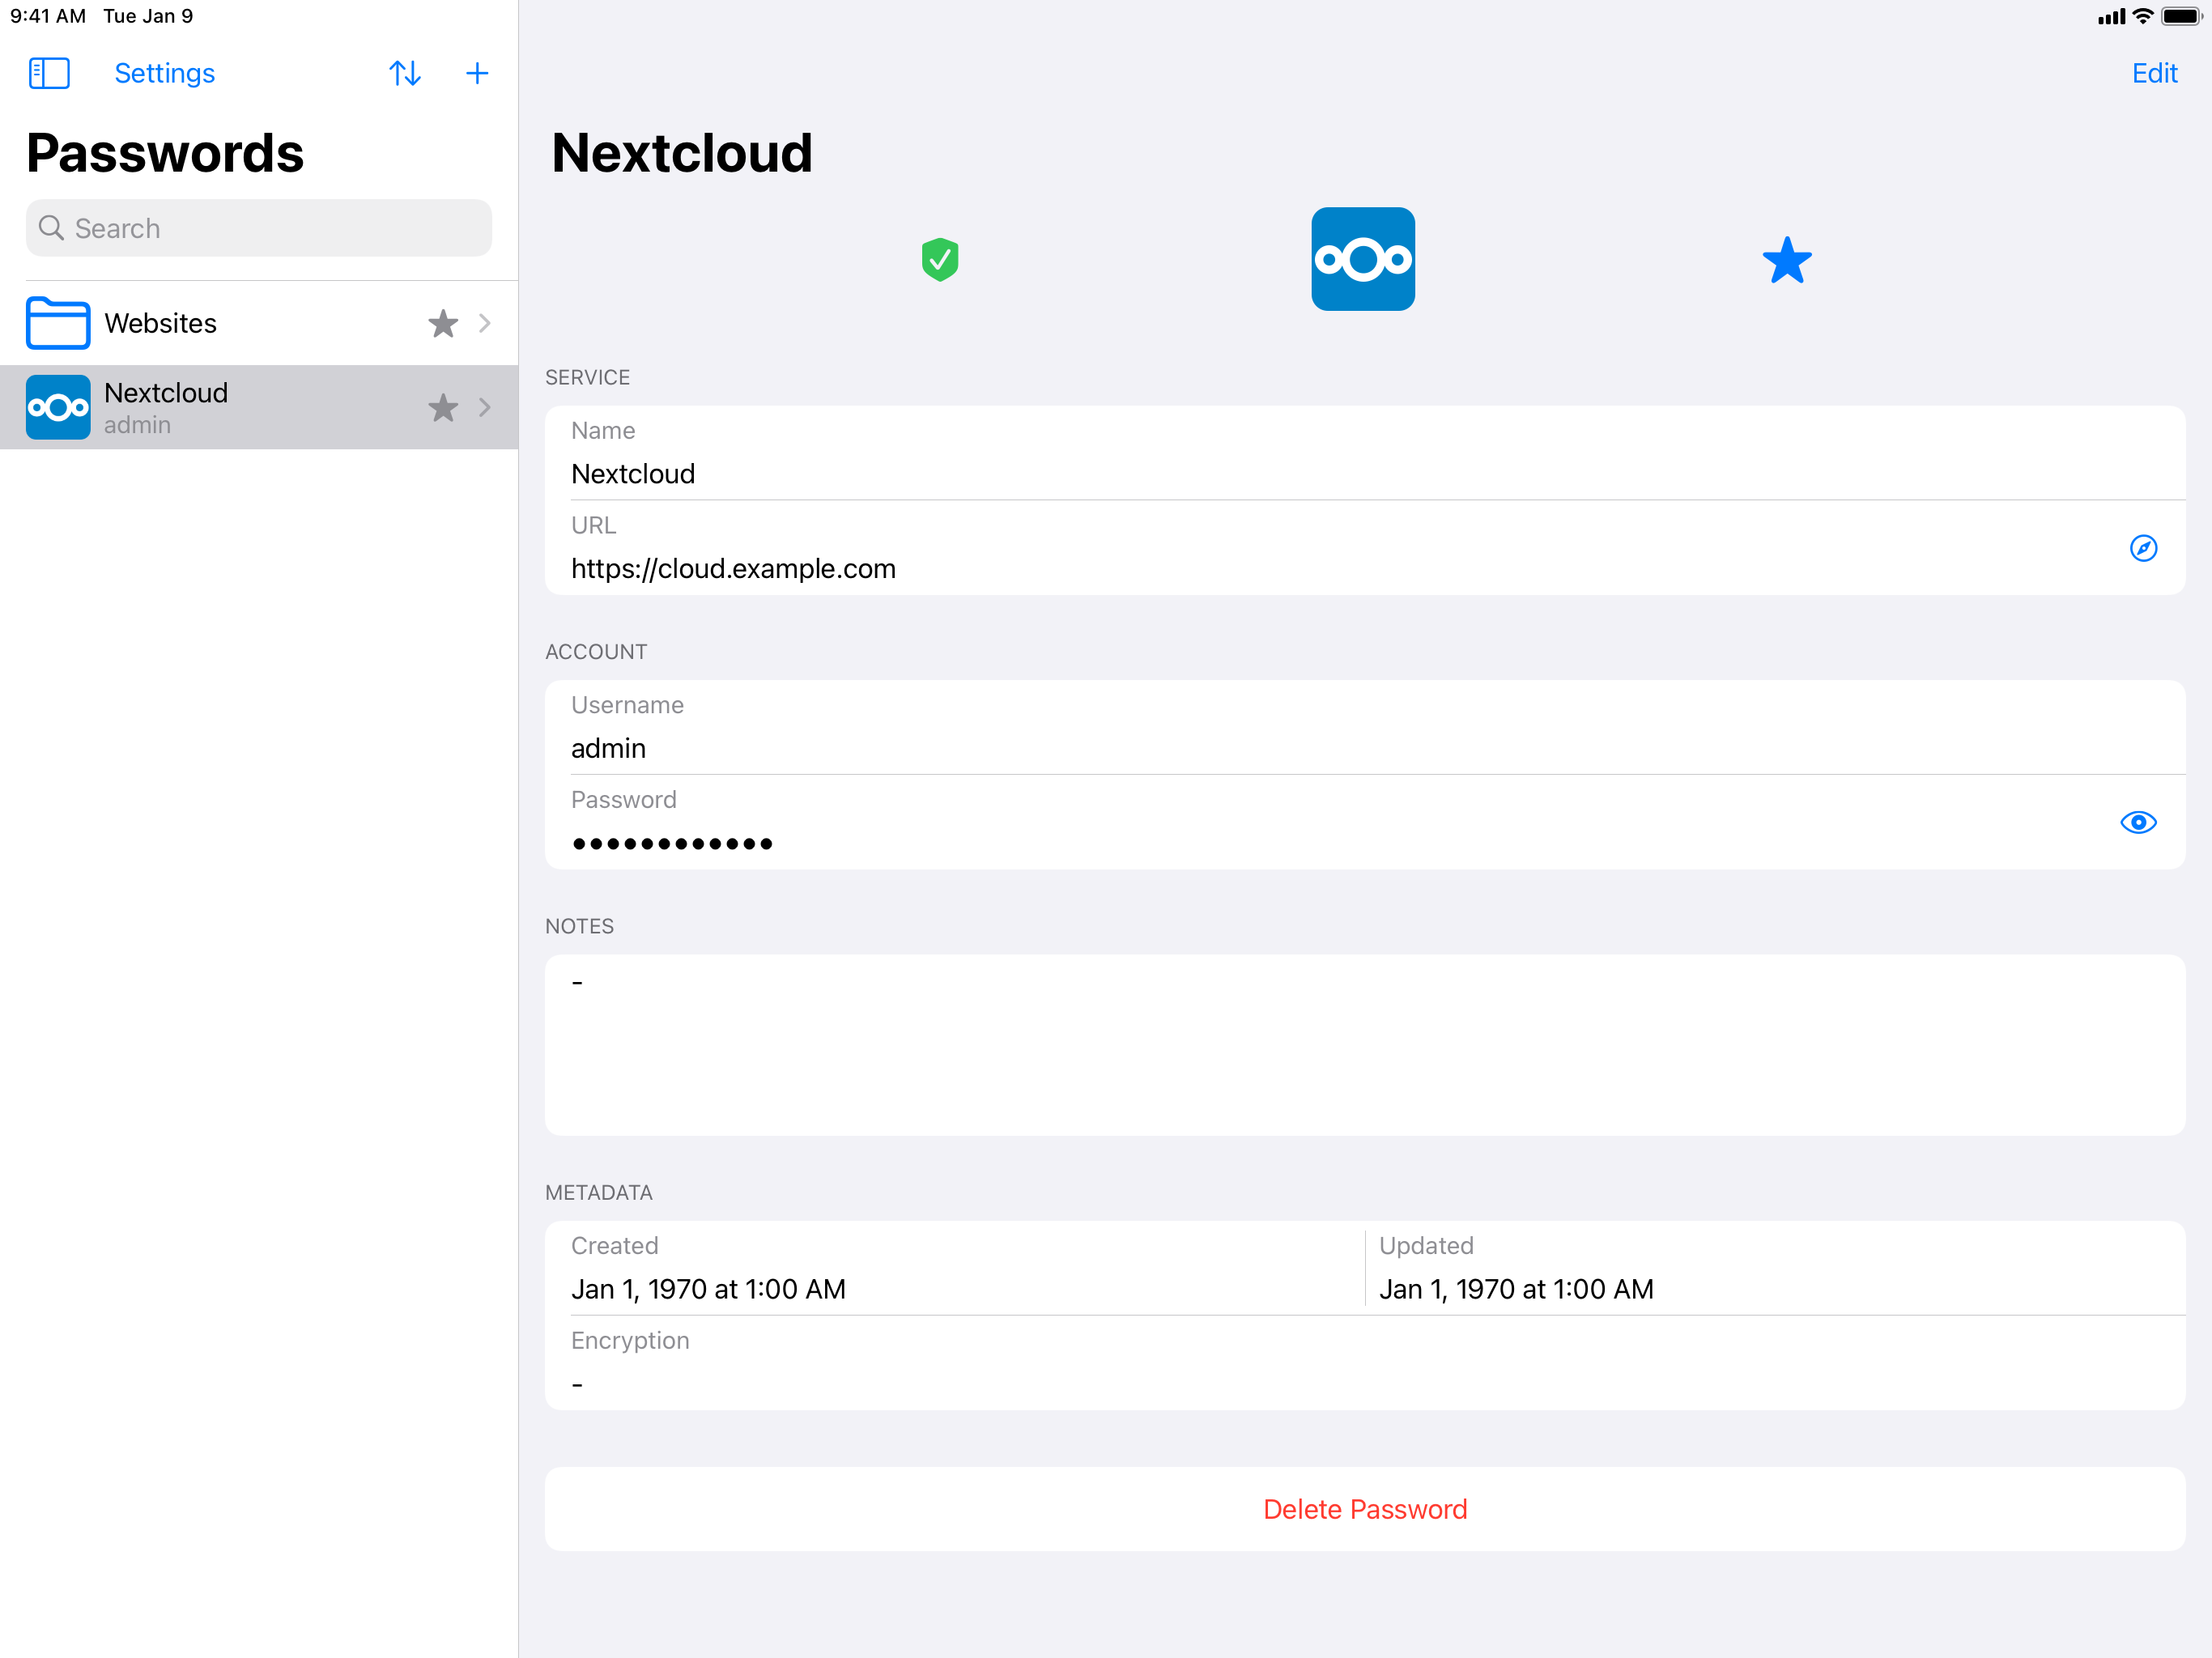 9:41 AM Tue Jan 9
Settings
Passwords
Search
Websites
Nextcloud
admin
Edit
Nextcloud
SERVICE
Name
Nextcloud
URL
https://cloud.example.com
ACCOUNT
Username
admin
Password
••••••••••••
NOTES
-
METADATA
Created
Jan 1, 1970 at 1:00 AM
Updated
Jan 1, 1970 at 1:00 AM
Encryption
-
Delete Password